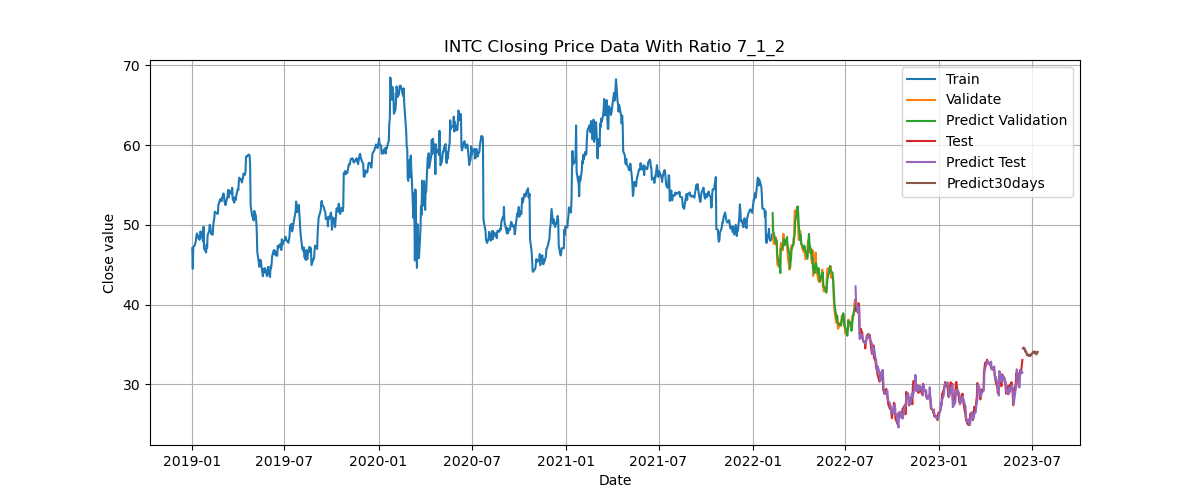 INTC Closing Price Data With Ratio 7_1_2
70
60
50
40
30
Close value
Train
Validate
Predict Validation
Test
Predict Test
Predict30days
2019-01 2019-07 2020-01 2020-07 2021-01 2021-07 2022-01 2022-07 2023-01 2023-07
Date